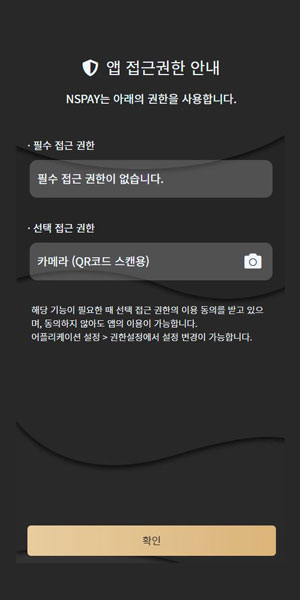 앱 접근권한 안내
NSPAY는 아래의 권한을 사용합니다.
· 필수 접근 권한
필수 접근 권한이 없습니다.
· 선택 접근 권한
카메라 (QR코드 스캔용)
해당 기능이 필요한 때 선택 접근 권한의 이용 동의를 받고 있으
며, 동의하지 않아도 앱의 이용이 가능합니다.
어플리케이션 설정 > 권한설정에서 설정 변경이 가능합니다.
확인